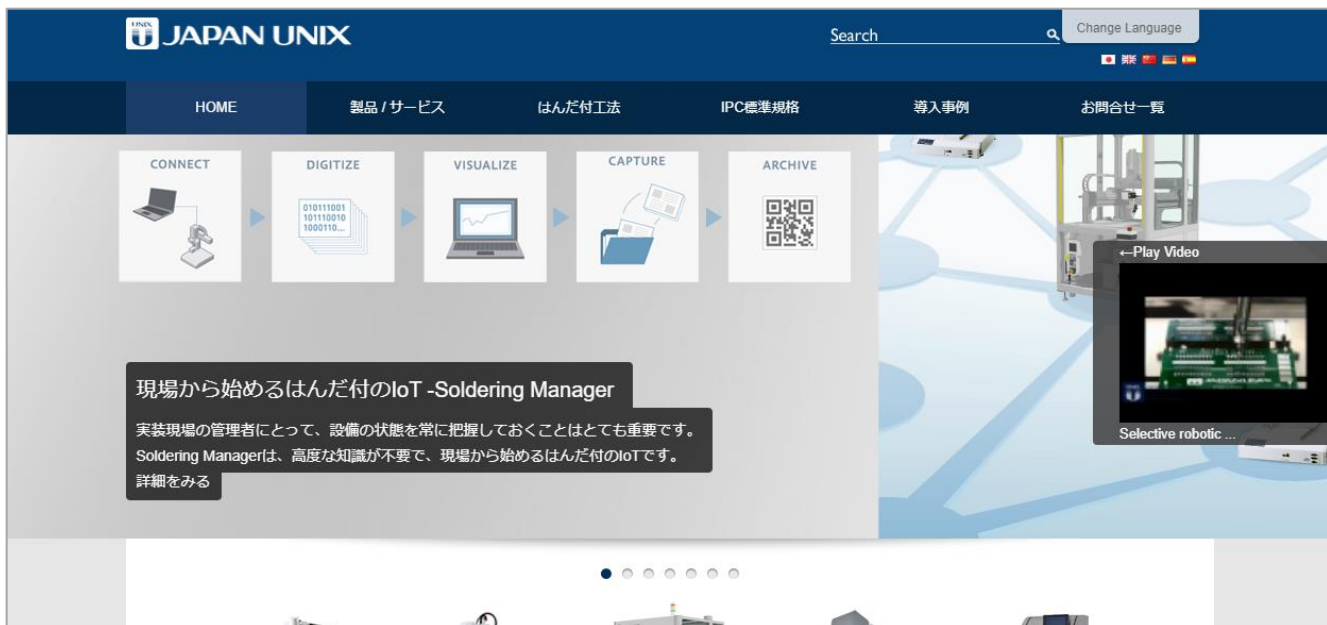 UNIX
JAPAN UNIX
Search
Change Language
HOME
製品 / サービス
はんだ付工法
IPC標準規格
導入事例
お問合せ一覧
CONNECT
DIGITIZE
VISUALIZE
CAPTURE
ARCHIVE
010111001
101110010
1000110...
←Play Video
現場から始めるはんだ付のIoT -Soldering Manager
実装現場の管理者にとって、設備の状態を常に把握しておくことはとても重要です。
Soldering Managerは、高度な知識が不要で、現場から始めるはんだ付のIoTです。
詳細をみる
Selective robotic ...